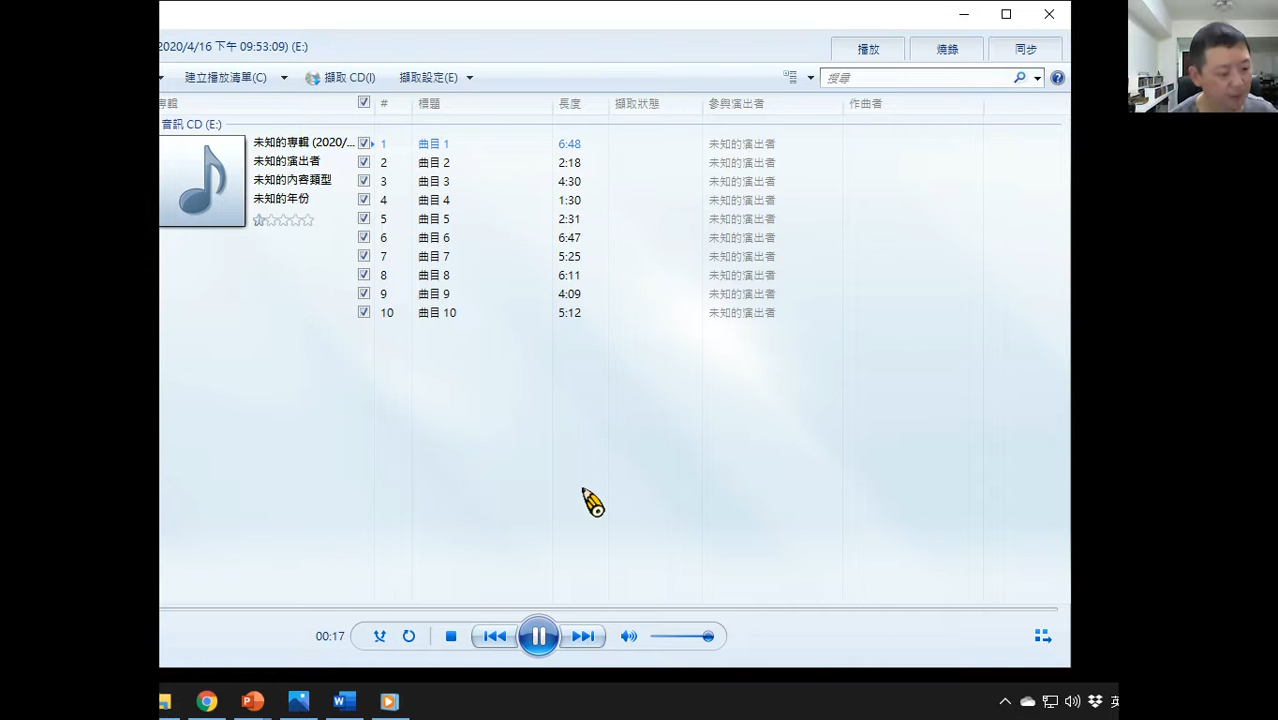 2020/4/16 下午 09:53:09) (E:)
播放 燒錄 同步
建立播放清單(C) 擷取 CD(I) 擷取設定(E) 搜尋
專輯 # 標題 長度 擷取狀態 參與演出者 作曲者
音訊 CD (E:)
未知的專輯 (2020/...
未知的演出者
未知的內容類型
未知的年份
1 曲目 1 6:48 未知的演出者
2 曲目 2 2:18 未知的演出者
3 曲目 3 4:30 未知的演出者
4 曲目 4 1:30 未知的演出者
5 曲目 5 2:31 未知的演出者
6 曲目 6 6:47 未知的演出者
7 曲目 7 5:25 未知的演出者
8 曲目 8 6:11 未知的演出者
9 曲目 9 4:09 未知的演出者
10 曲目 10 5:12 未知的演出者
00:17
英